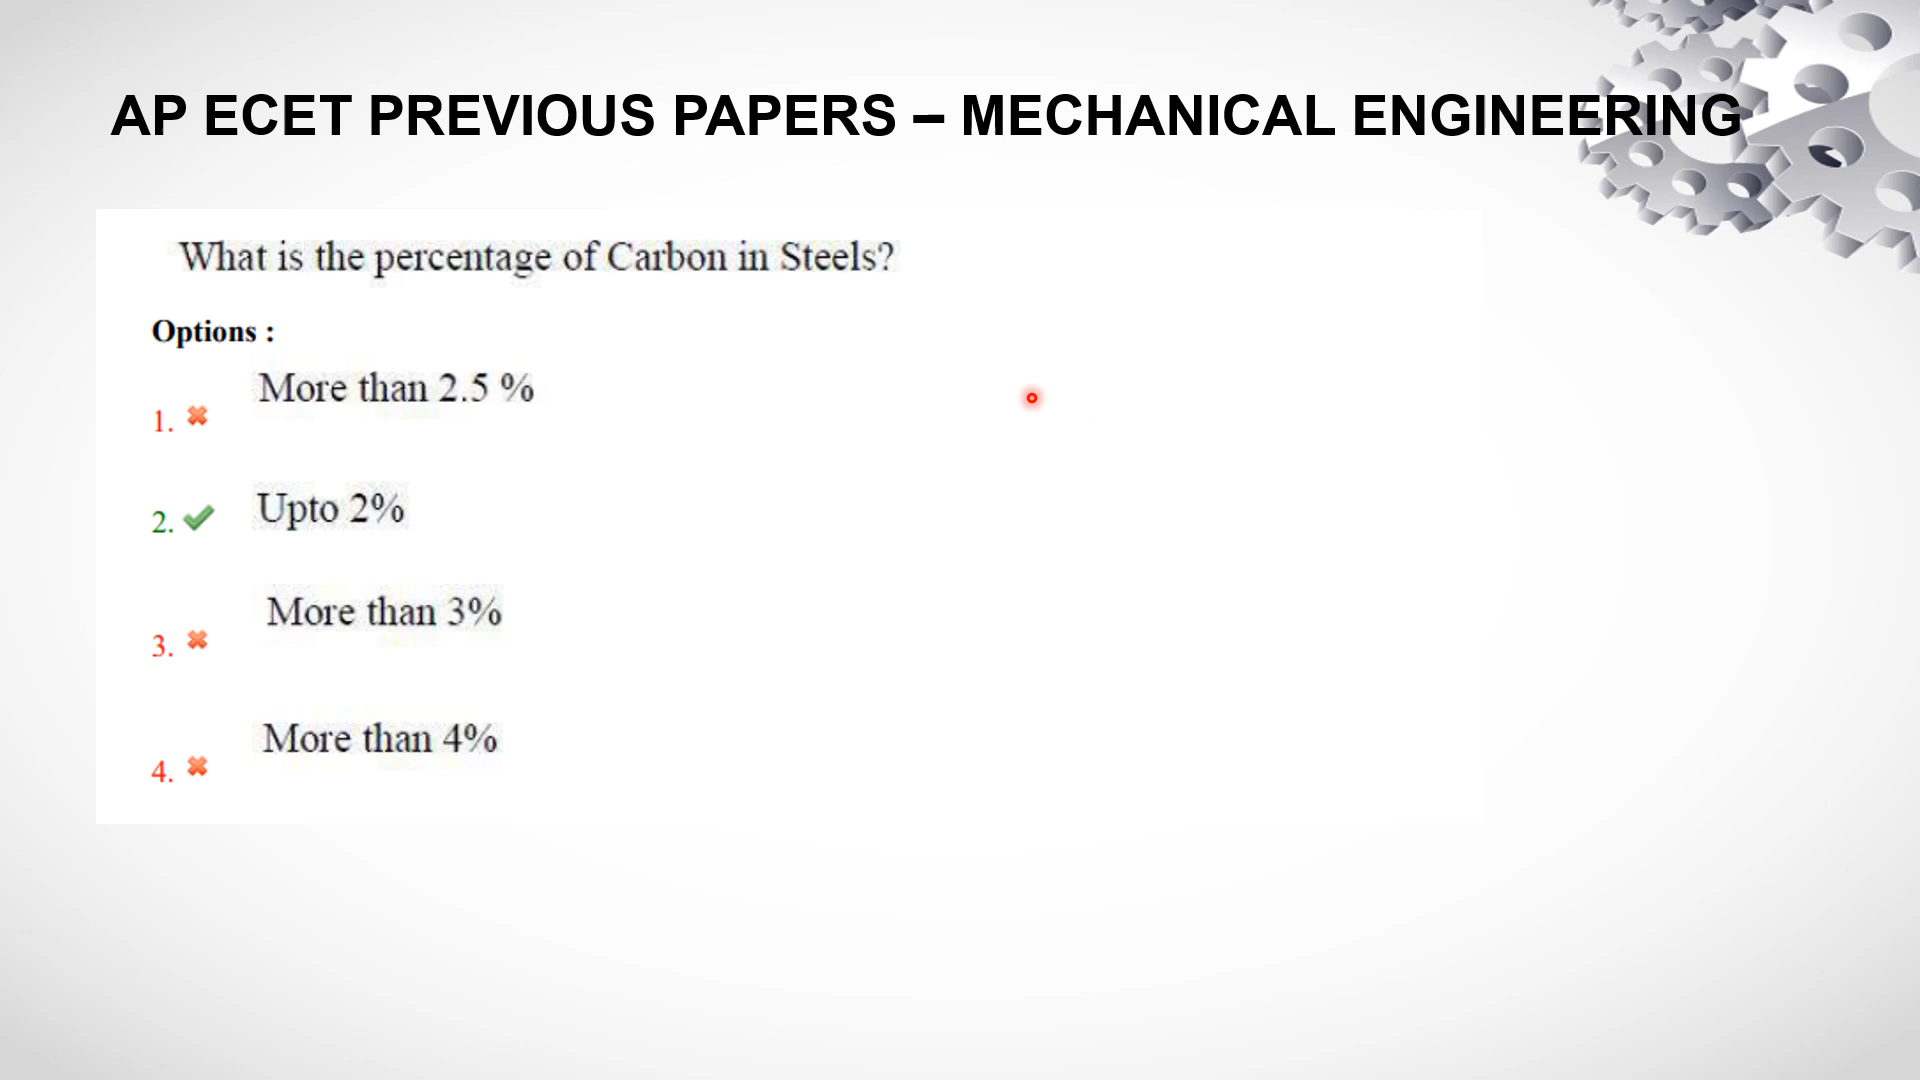 AP ECET PREVIOUS PAPERS – MECHANICAL ENGINEERING
What is the percentage of Carbon in Steels?
Options :
1. More than 2.5 %
2. Upto 2%
3. More than 3%
4. More than 4%